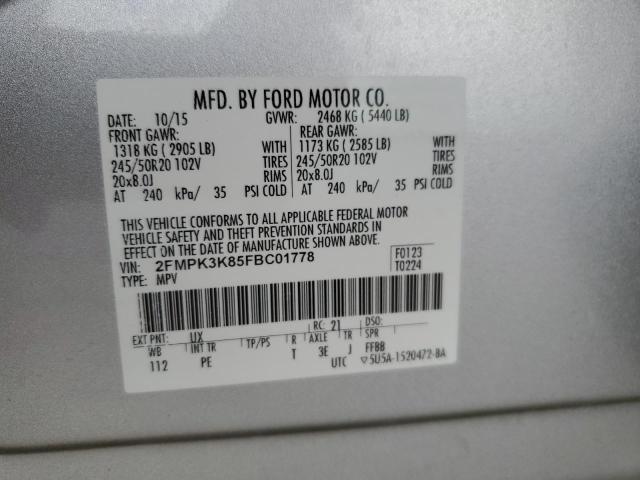 MFD. BY FORD MOTOR CO.
DATE: 10/15 GVWR: 2468 KG ( 5440 LB)
FRONT GAWR: REAR GAWR:
1318 KG ( 2905 LB) WITH 1173 KG ( 2585 LB) WITH
245/50R20 102V TIRES 245/50R20 102V TIRES
20x8.0J RIMS 20x8.0J RIMS
AT 240 kPa/ 35 PSI COLD AT 240 kPa/ 35 PSI COLD
THIS VEHICLE CONFORMS TO ALL APPLICABLE FEDERAL MOTOR
VEHICLE SAFETY AND THEFT PREVENTION STANDARDS IN
EFFECT ON THE DATE OF MANUFACTURE SHOWN ABOVE.
VIN: 2FMPK3K85FBC01778 F0123
TYPE: MPV T0224
EXT PNT: UX RC: 21 DSO:
WB INT TR TP/PS R AXLE TR SPR
112 PE T 3E J FFBB
UTC ▽5U5A-1520472-BA